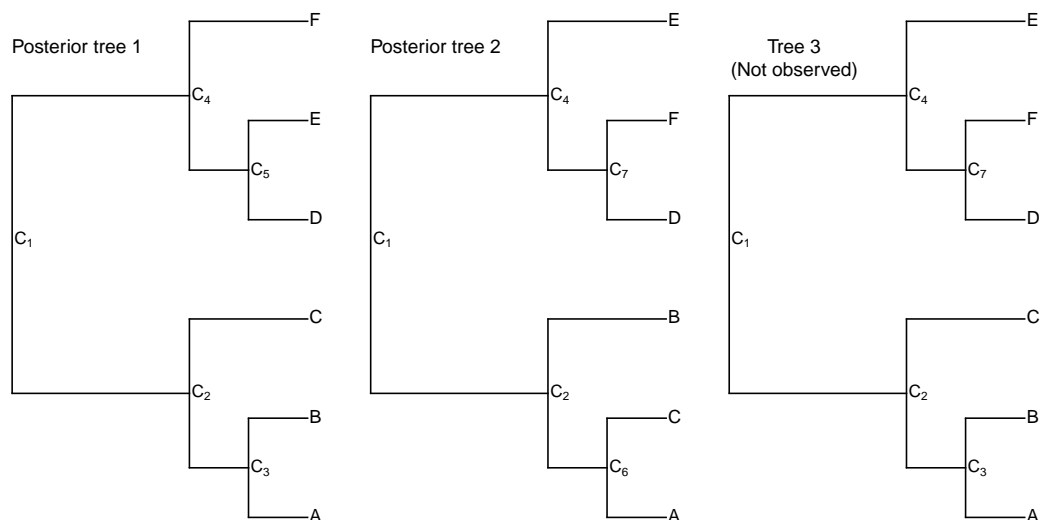 Posterior tree 1
F
C4
E
C5
D
C1
C
C2
B
C3
A
Posterior tree 2
E
C4
F
C7
D
C1
B
C2
C
C6
A
Tree 3
(Not observed)
E
C4
F
C7
D
C1
C
C2
B
C3
A